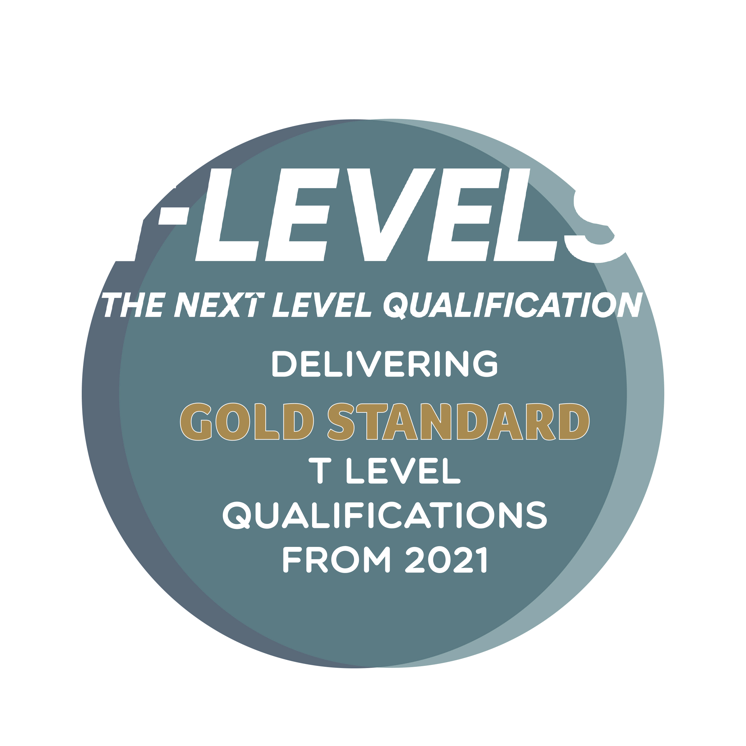 T-LEVELS
THE NEXT LEVEL QUALIFICATION
DELIVERING
GOLD STANDARD
T LEVEL
QUALIFICATIONS
FROM 2021